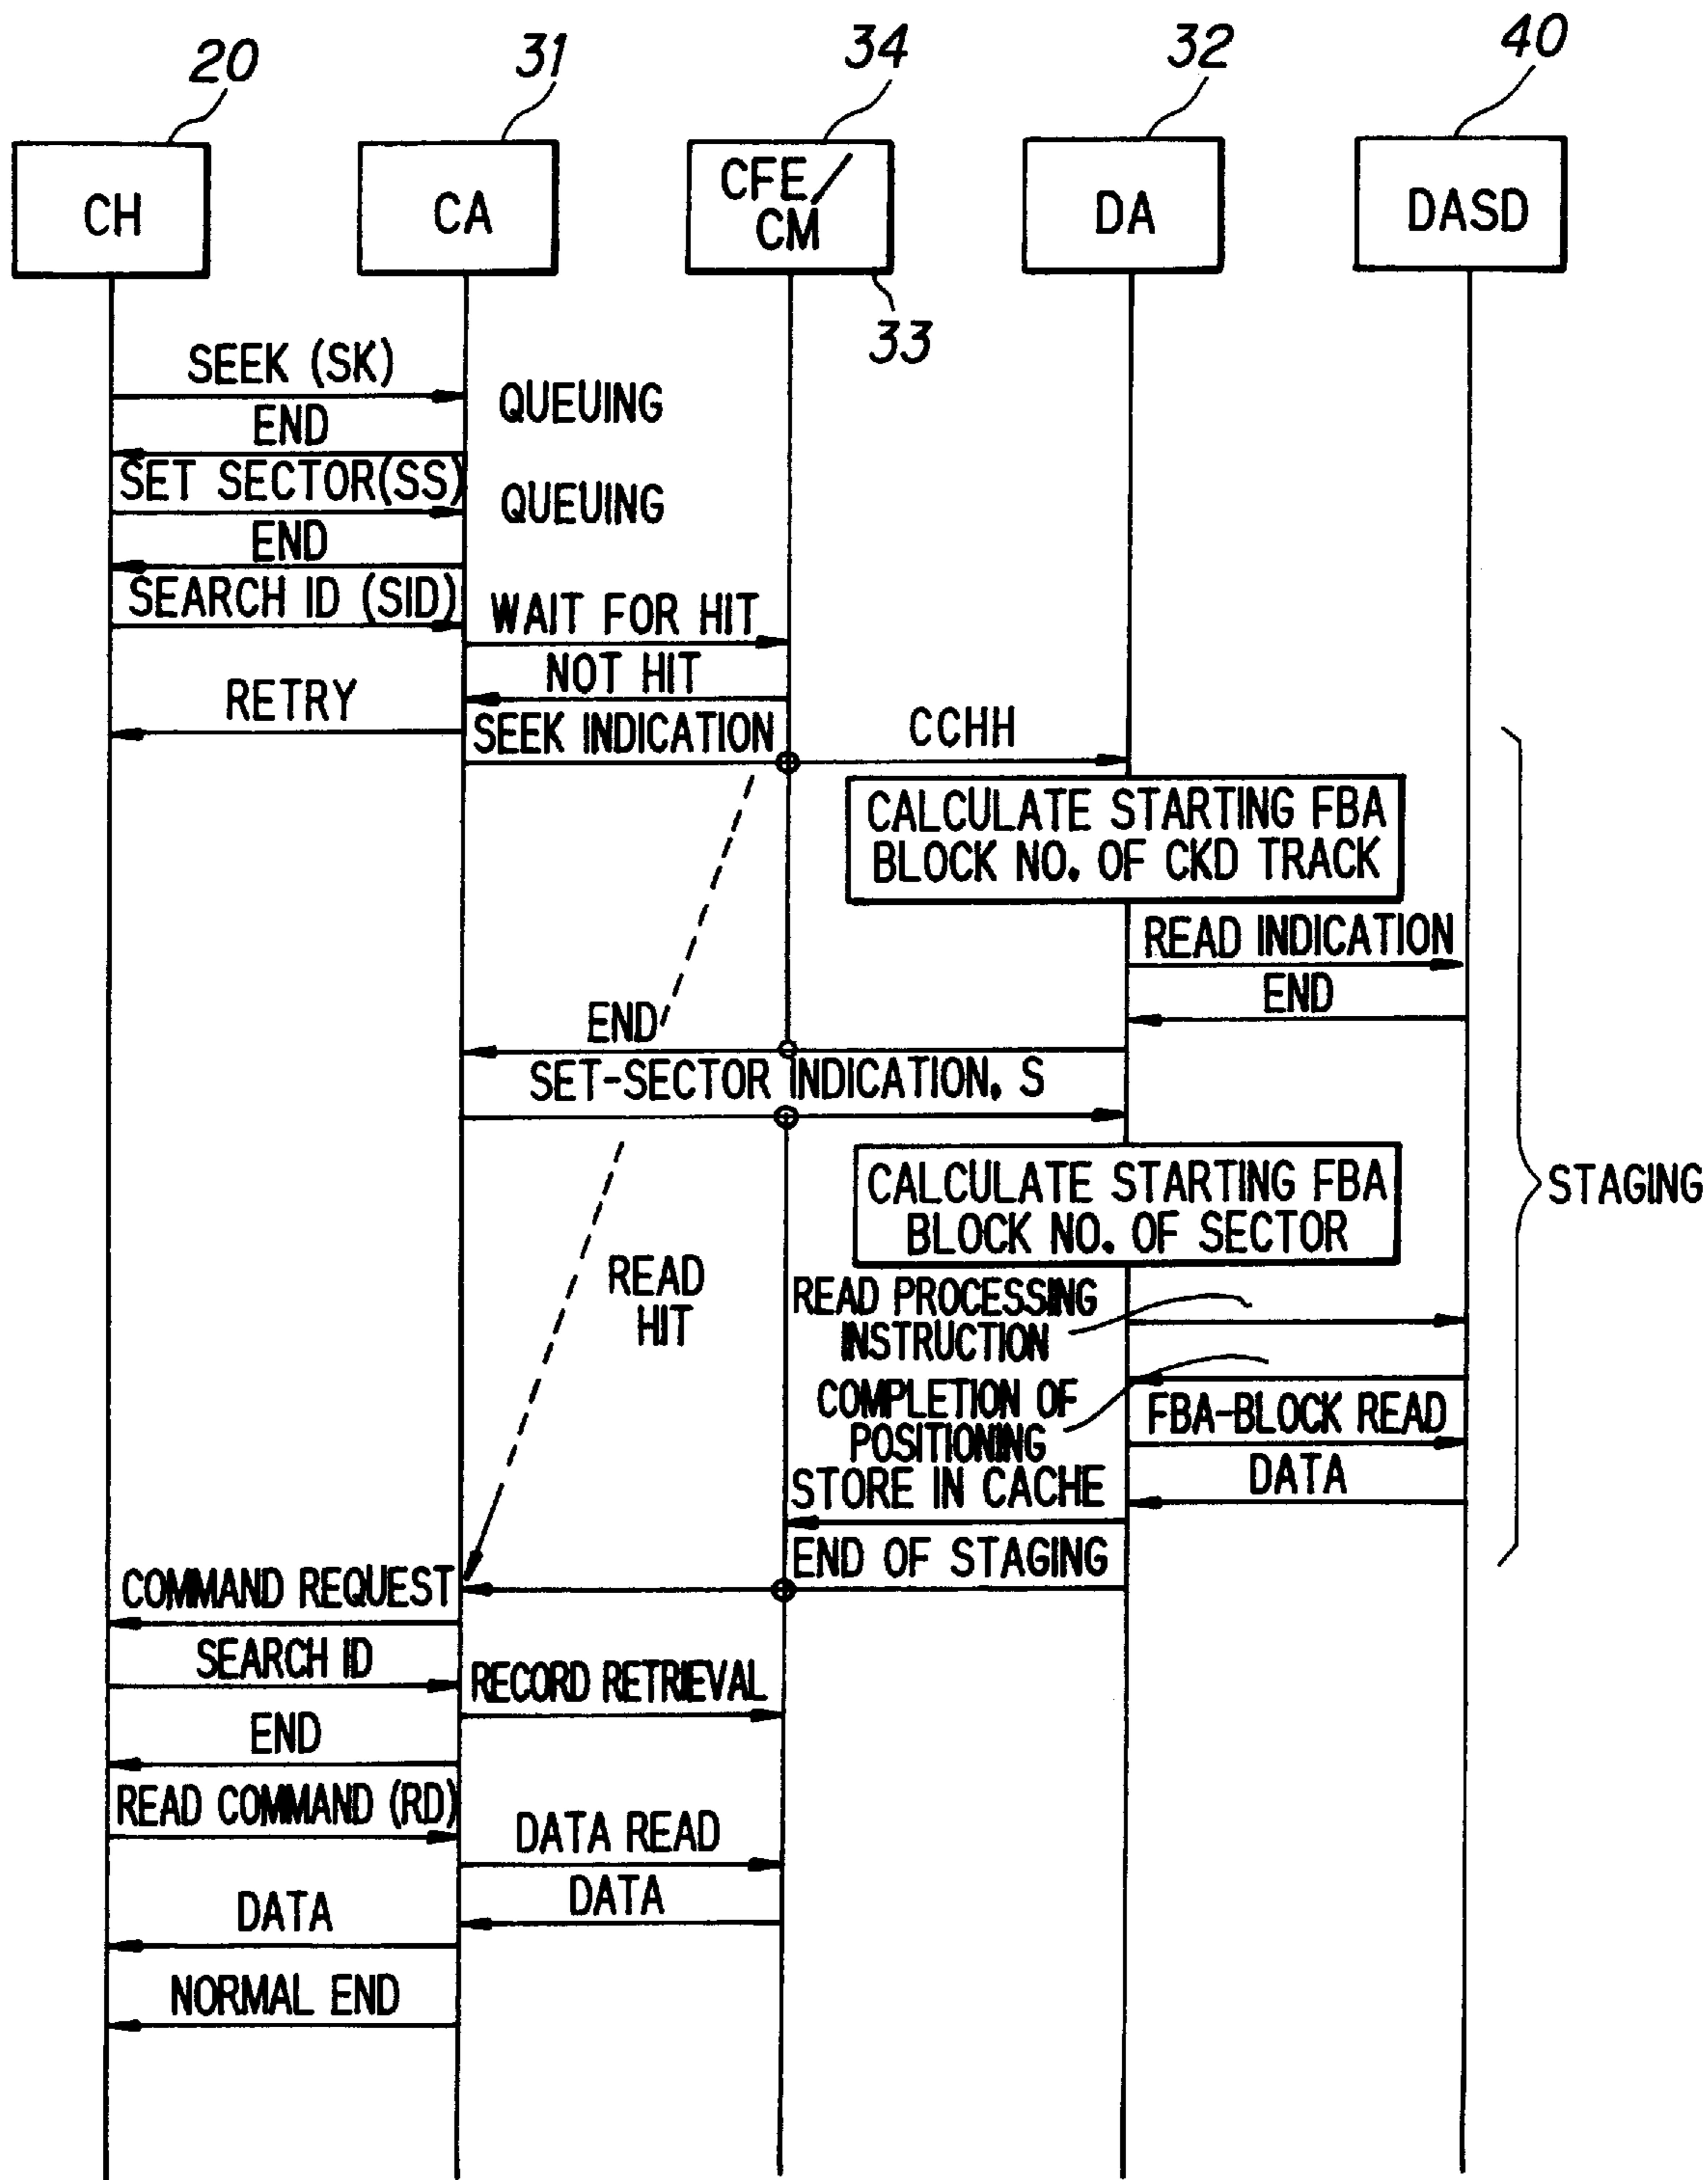 20
31
34
32
40
CH
CA
CFE/
CM
DA
DASD
33
SEEK (SK)
QUEUING
END
SET SECTOR(SS)
QUEUING
END
SEARCH ID (SID)
WAIT FOR HIT
NOT HIT
RETRY
SEEK INDICATION
CCHH
CALCULATE STARTING FBA
BLOCK NO. OF CKD TRACK
READ INDICATION
END
END
SET-SECTOR INDICATION, S
CALCULATE STARTING FBA
BLOCK NO. OF SECTOR
STAGING
READ
HIT
READ PROCESSING
INSTRUCTION
COMPLETION OF
POSITIONING
FBA-BLOCK READ
STORE IN CACHE
DATA
END OF STAGING
COMMAND REQUEST
SEARCH ID
RECORD RETRIEVAL
END
READ COMMAND (RD)
DATA READ
DATA
DATA
NORMAL END